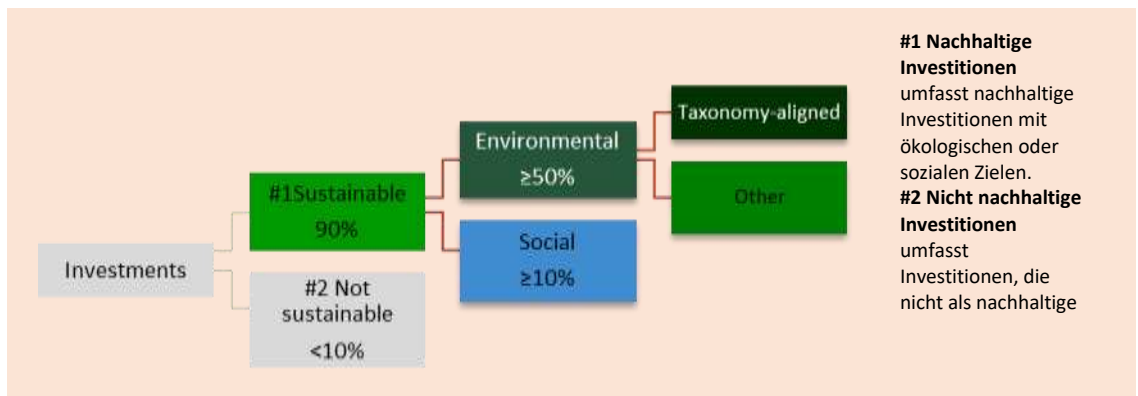 Investments
#1Sustainable
90%
#2 Not
sustainable
<10%
Environmental
≥50%
Social
≥10%
Taxonomy-aligned
Other
#1 Nachhaltige
Investitionen
umfasst nachhaltige
Investitionen mit
ökologischen oder
sozialen Zielen.
#2 Nicht nachhaltige
Investitionen
umfasst
Investitionen, die
nicht als nachhaltige